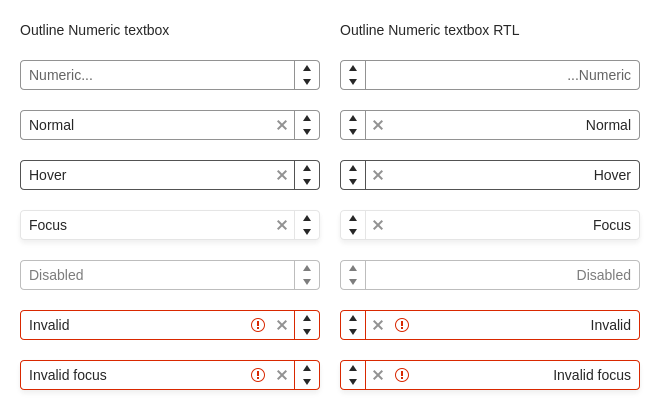 Outline Numeric textbox
Outline Numeric textbox RTL
Numeric...
...Numeric
Normal
Normal
Hover
Hover
Focus
Focus
Disabled
Disabled
Invalid
Invalid
Invalid focus
Invalid focus